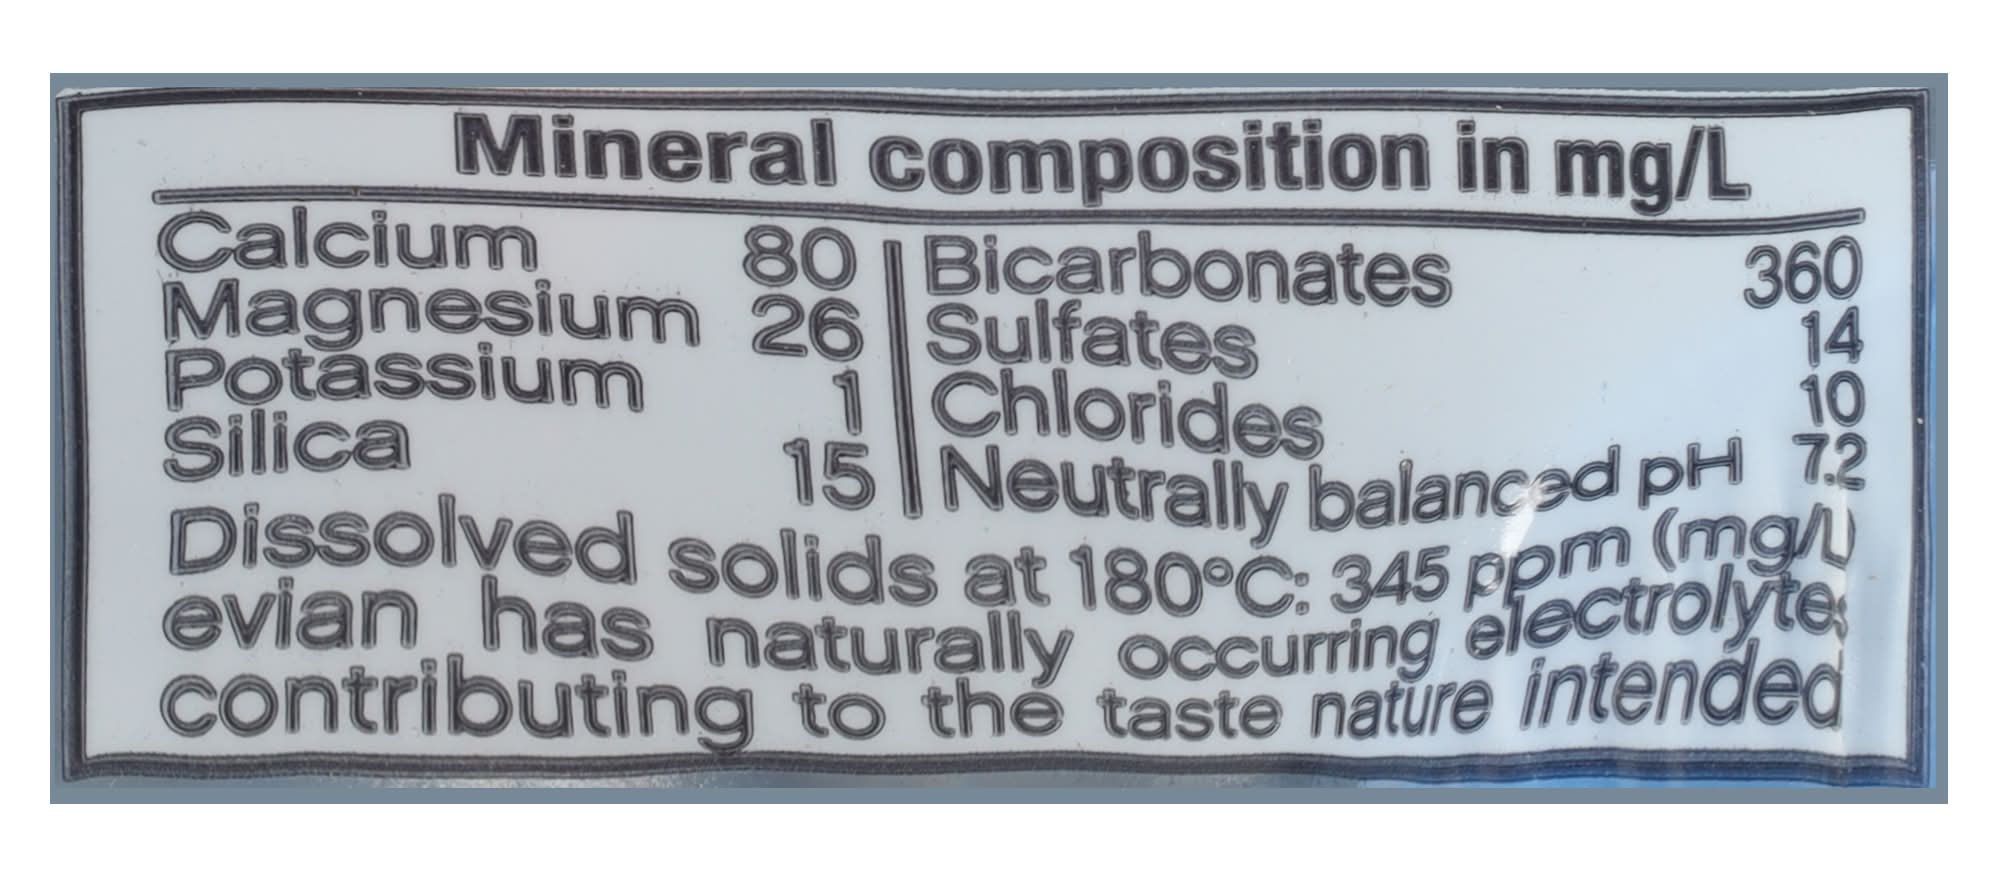 Mineral composition in mg/L
Calcium 80
Magnesium 26
Potassium 1
Silica 15
Bicarbonates 360
Sulfates 14
Chlorides 10
Neutrally balanced pH 7.2
Dissolved solids at 180°C: 345 ppm (mg/L)
evian has naturally occurring electrolytes
contributing to the taste nature intended